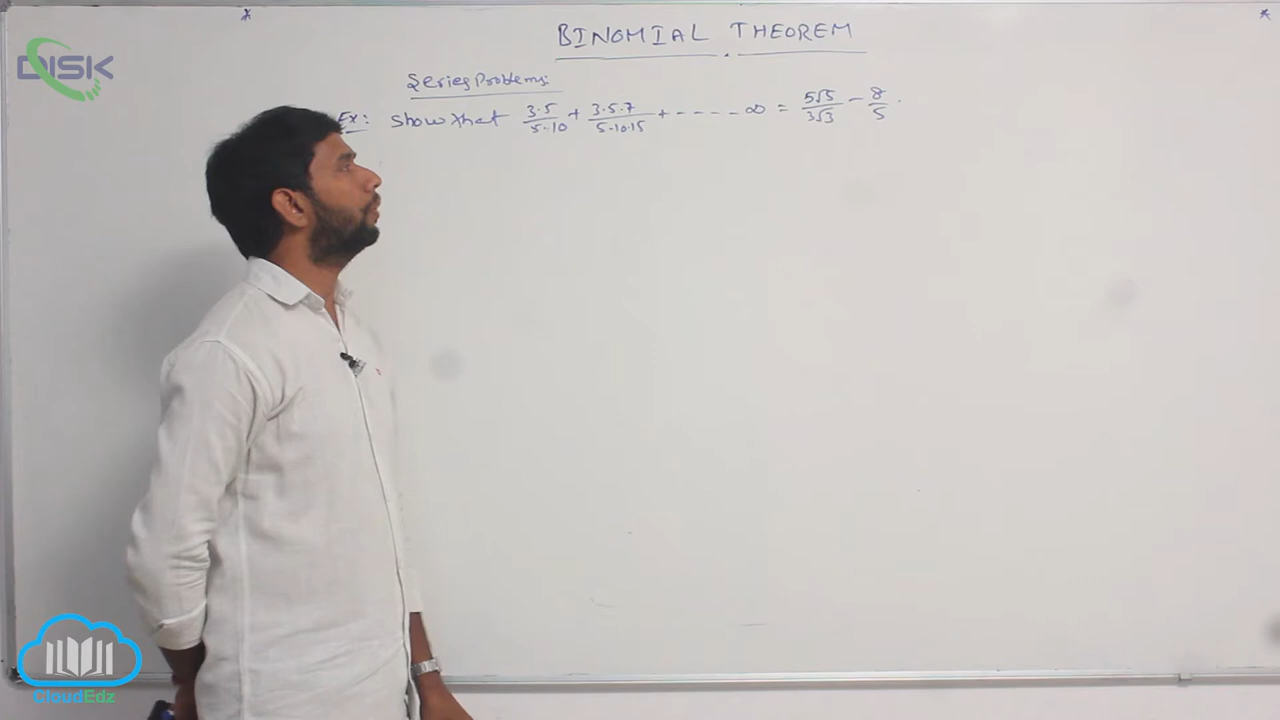 BINOMIAL THEOREM
DISK
Series Problems:
Ex: Show that 3·5/5·10 + 3·5·7/5·10·15 + ---- ∞ = 5√5/3√3 - 8/5 .
CloudEdz